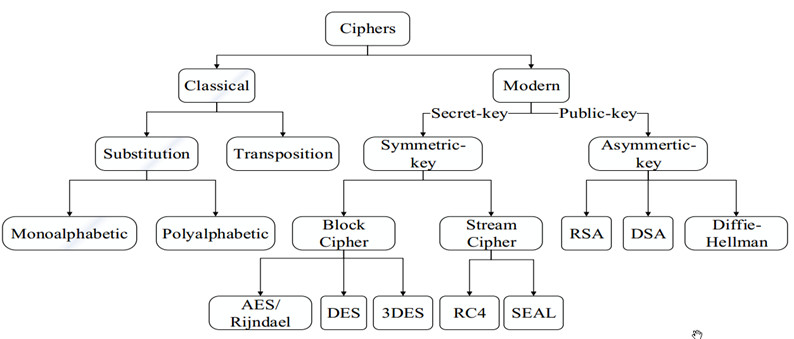 Ciphers
Classical
Modern
Secret-key
Public-key
Substitution
Transposition
Symmetric-
key
Asymmertic-
key
Monoalphabetic
Polyalphabetic
Block
Cipher
Stream
Cipher
RSA
DSA
Diffie-
Hellman
AES/
Rijndael
DES
3DES
RC4
SEAL